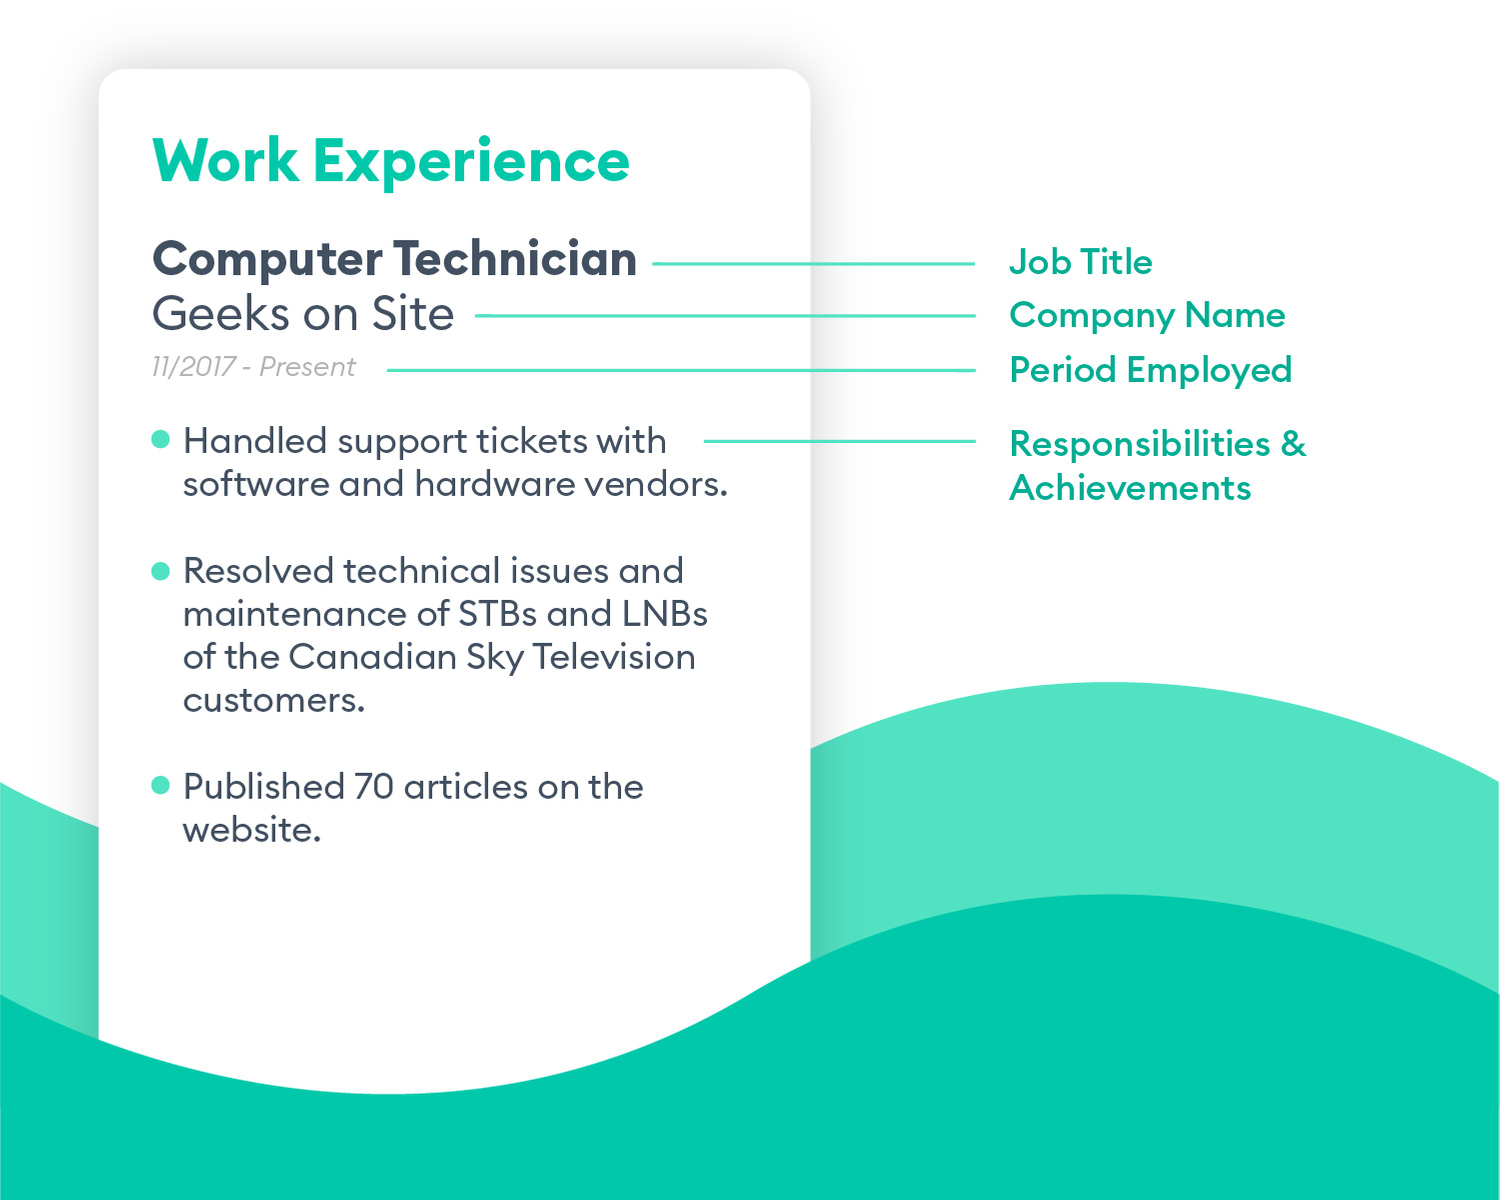 Work Experience
Computer Technician
Job Title
Geeks on Site
Company Name
11/2017 - Present
Period Employed
Handled support tickets with
software and hardware vendors.
Responsibilities &
Achievements
Resolved technical issues and
maintenance of STBs and LNBs
of the Canadian Sky Television
customers.
Published 70 articles on the
website.